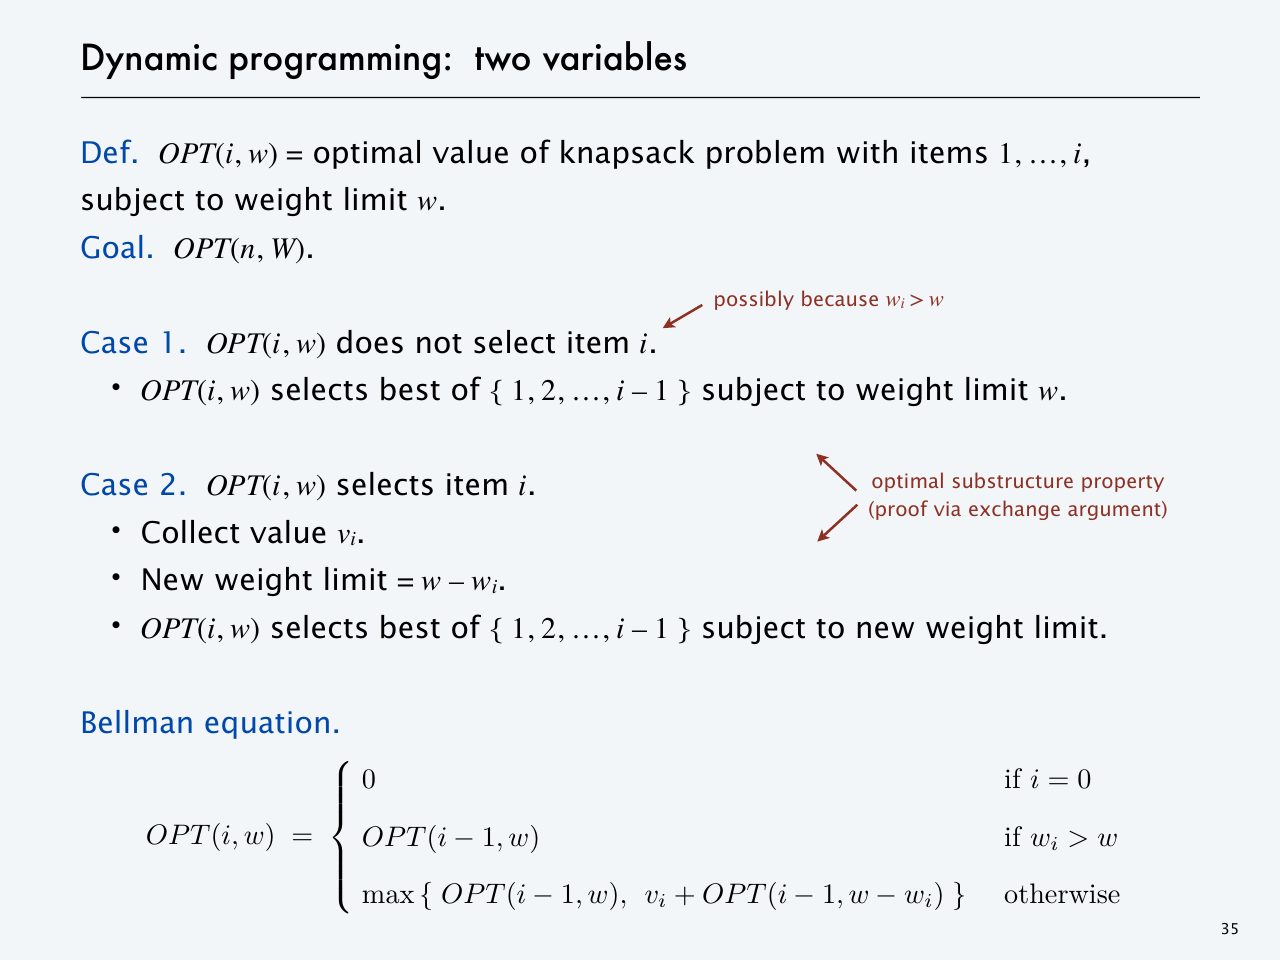 Dynamic programming: two variables
Def. OPT(i, w) = optimal value of knapsack problem with items 1, …, i,
subject to weight limit w.
Goal. OPT(n, W).
possibly because wᵢ > w
Case 1. OPT(i, w) does not select item i.
• OPT(i, w) selects best of { 1, 2, …, i – 1 } subject to weight limit w.
Case 2. OPT(i, w) selects item i.
optimal substructure property
(proof via exchange argument)
• Collect value vᵢ.
• New weight limit = w – wᵢ.
• OPT(i, w) selects best of { 1, 2, …, i – 1 } subject to new weight limit.
Bellman equation.
0 if i = 0
OPT(i, w) = { OPT(i − 1, w) if wᵢ > w
max { OPT(i − 1, w), vᵢ + OPT(i − 1, w − wᵢ) } otherwise
35